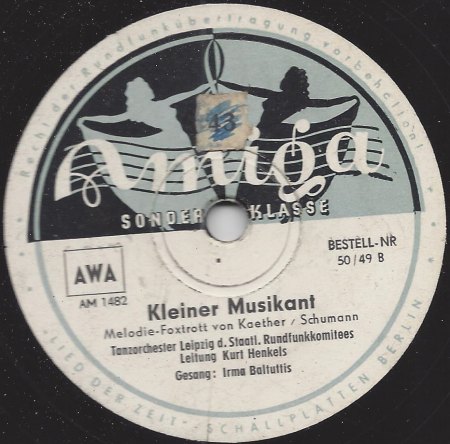 Recht der Rundfunkübertragung vorbehalten!
43
Amiga
SONDER KLASSE
BESTELL-NR
50/49 B
AWA
AM 1482
Kleiner Musikant
Melodie-Foxtrott von Kaether / Schumann
Tanzorchester Leipzig d. Staatl. Rundfunkkomitees
Leitung Kurt Henkels
Gesang: Irma Baltuttis
LIED DER ZEIT - SCHALLPLATTEN BERLIN